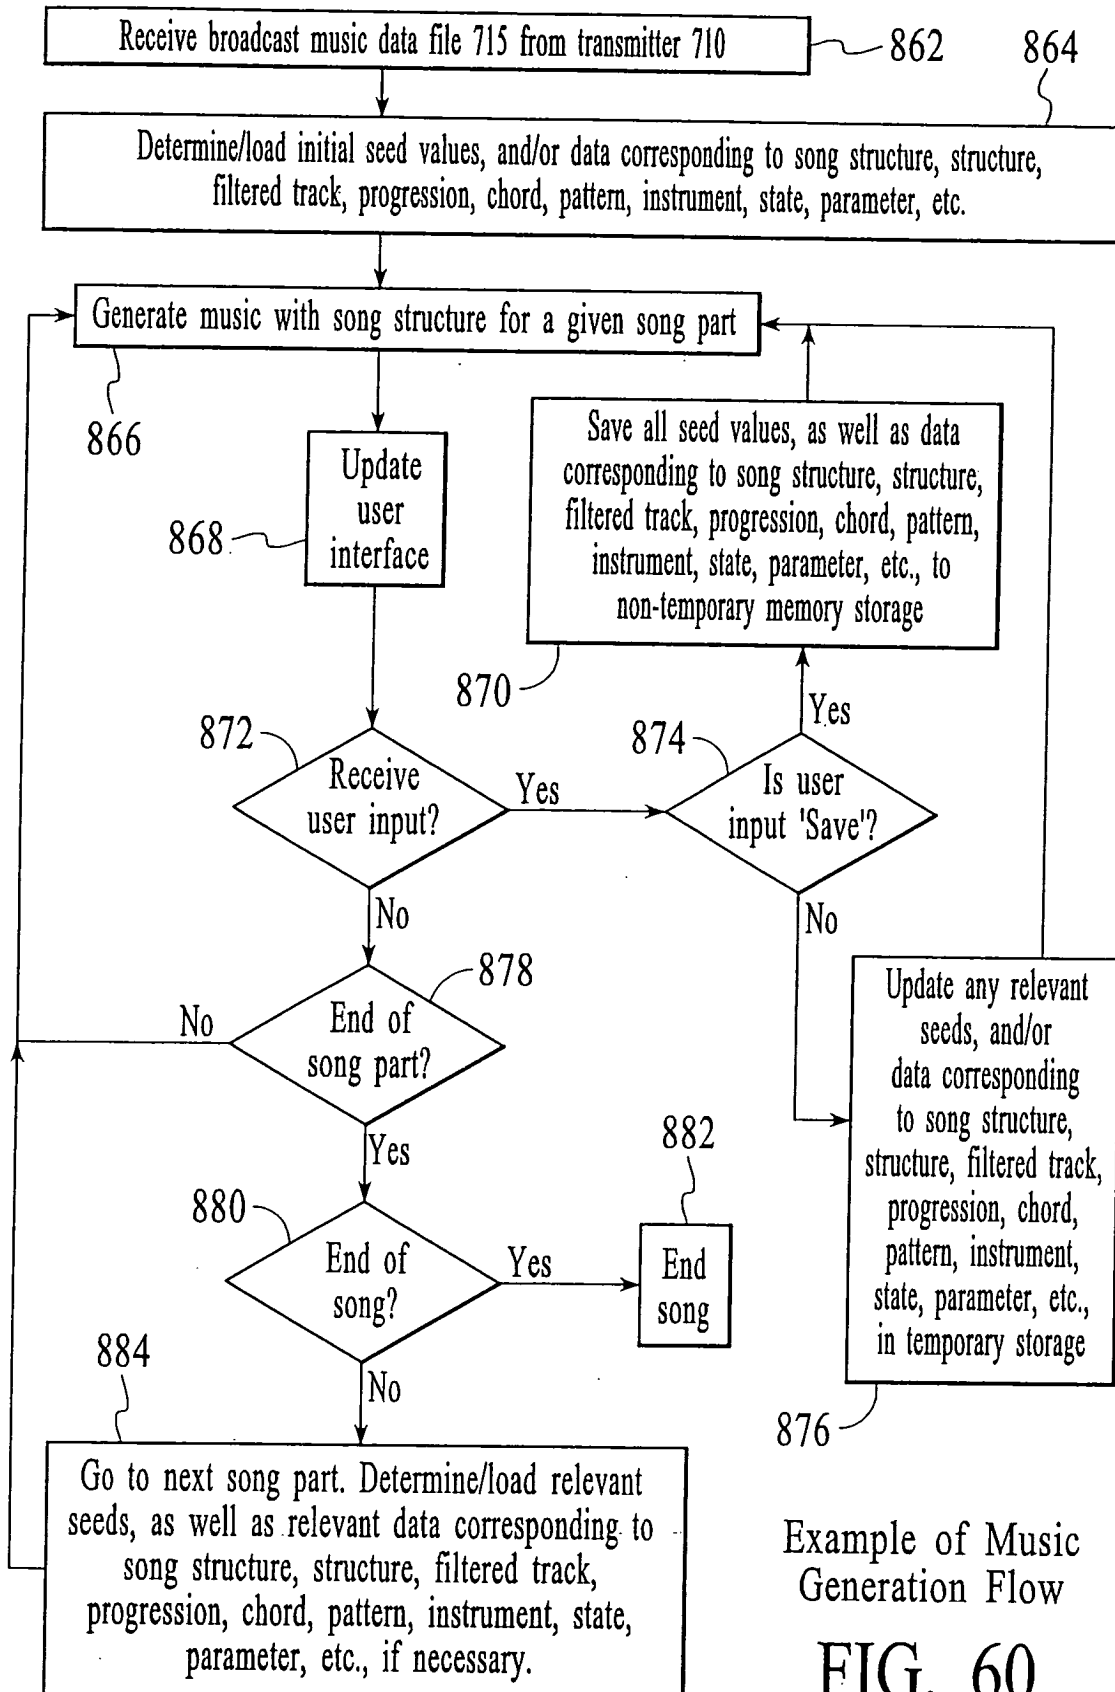 Receive broadcast music data file 715 from transmitter 710
862
864
Determine/load initial seed values, and/or data corresponding to song structure, structure,
filtered track, progression, chord, pattern, instrument, state, parameter, etc.
Generate music with song structure for a given song part
866
Update
user
interface
868
Save all seed values, as well as data
corresponding to song structure, structure,
filtered track, progression, chord, pattern,
instrument, state, parameter, etc., to
non-temporary memory storage
870
872
Receive
user input?
Yes
874
Is user
input 'Save'?
Yes
No
No
878
End of
song part?
No
Yes
Update any relevant
seeds, and/or
data corresponding
to song structure,
structure, filtered track,
progression, chord,
pattern, instrument,
state, parameter, etc.,
in temporary storage
876
880
End of
song?
Yes
882
End
song
No
884
Go to next song part. Determine/load relevant
seeds, as well as relevant data corresponding to
song structure, structure, filtered track,
progression, chord, pattern, instrument, state,
parameter, etc., if necessary.
Example of Music
Generation Flow
FIG. 60